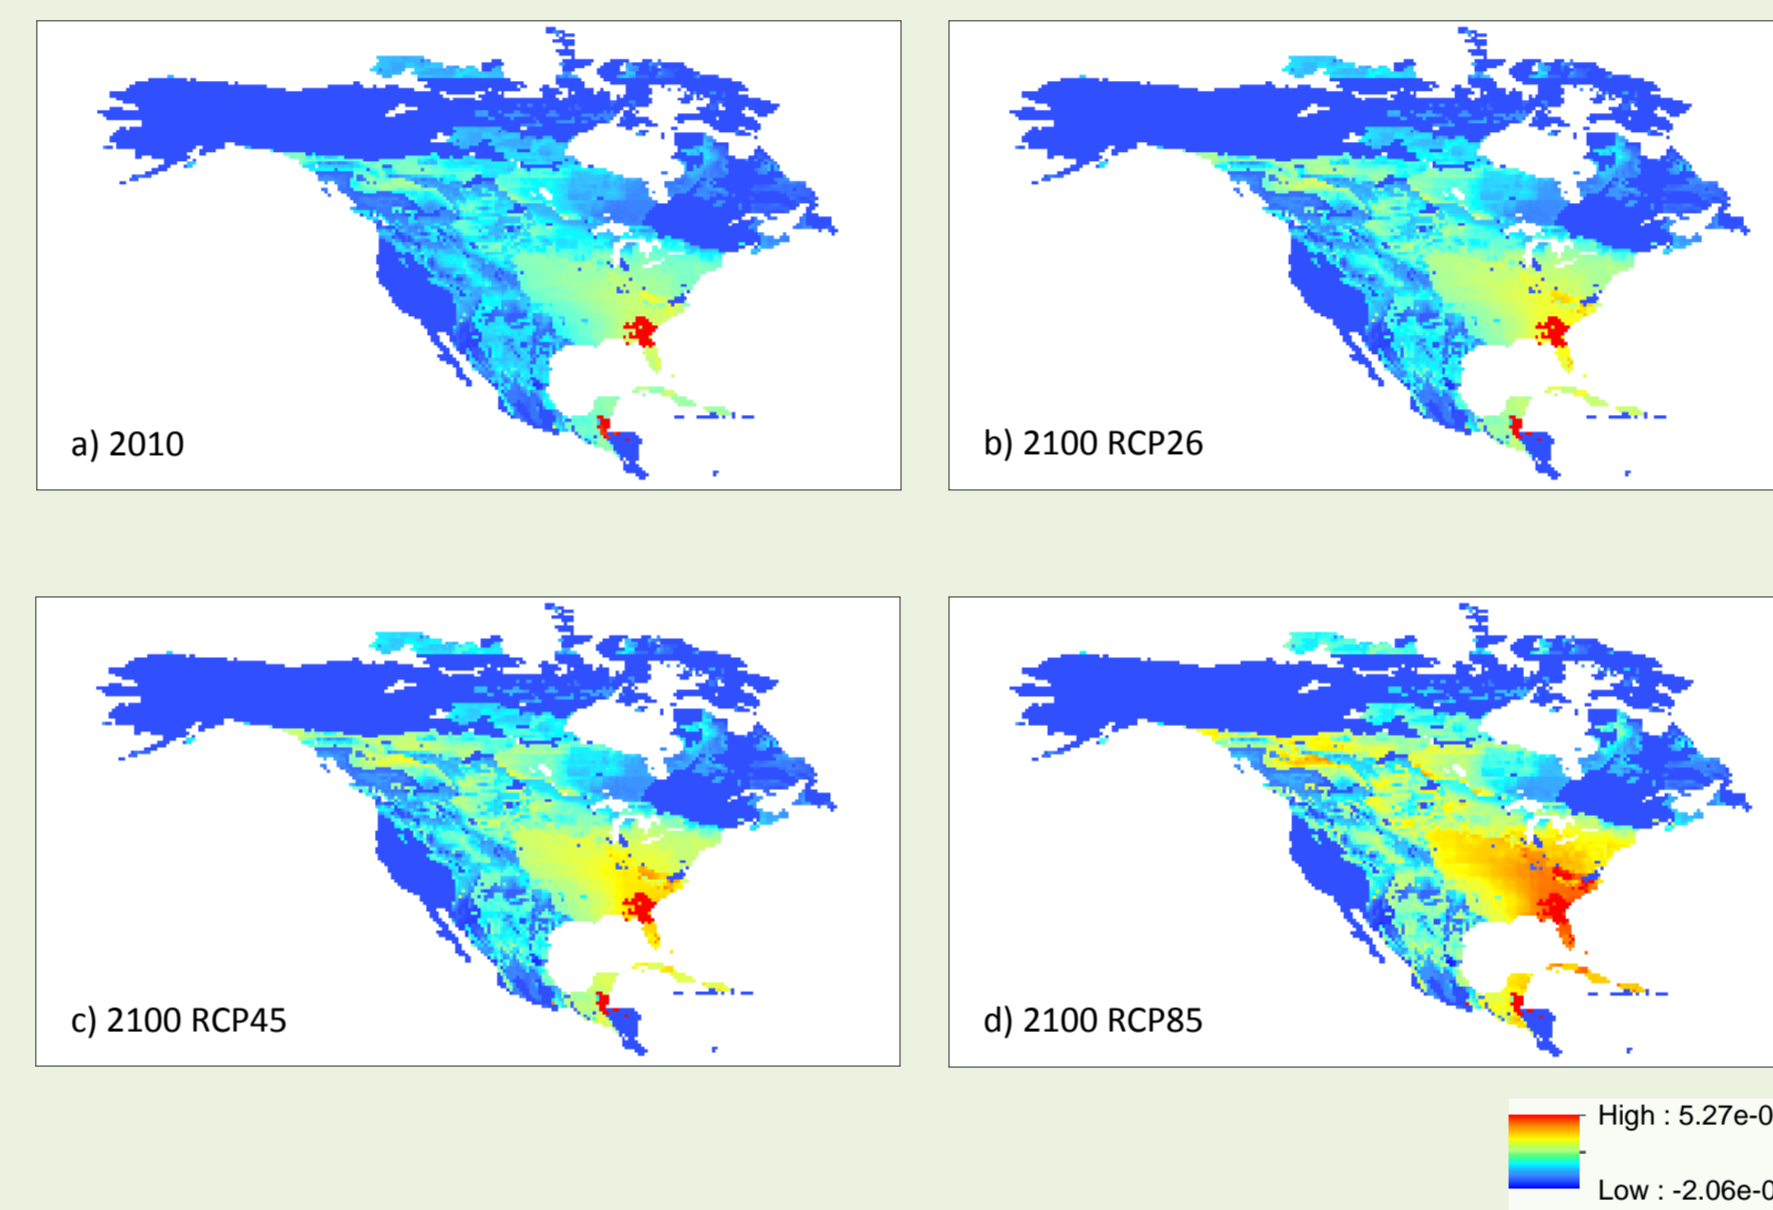 a) 2010
b) 2100 RCP26
c) 2100 RCP45
d) 2100 RCP85
High : 5.27e-0
Low : -2.06e-0